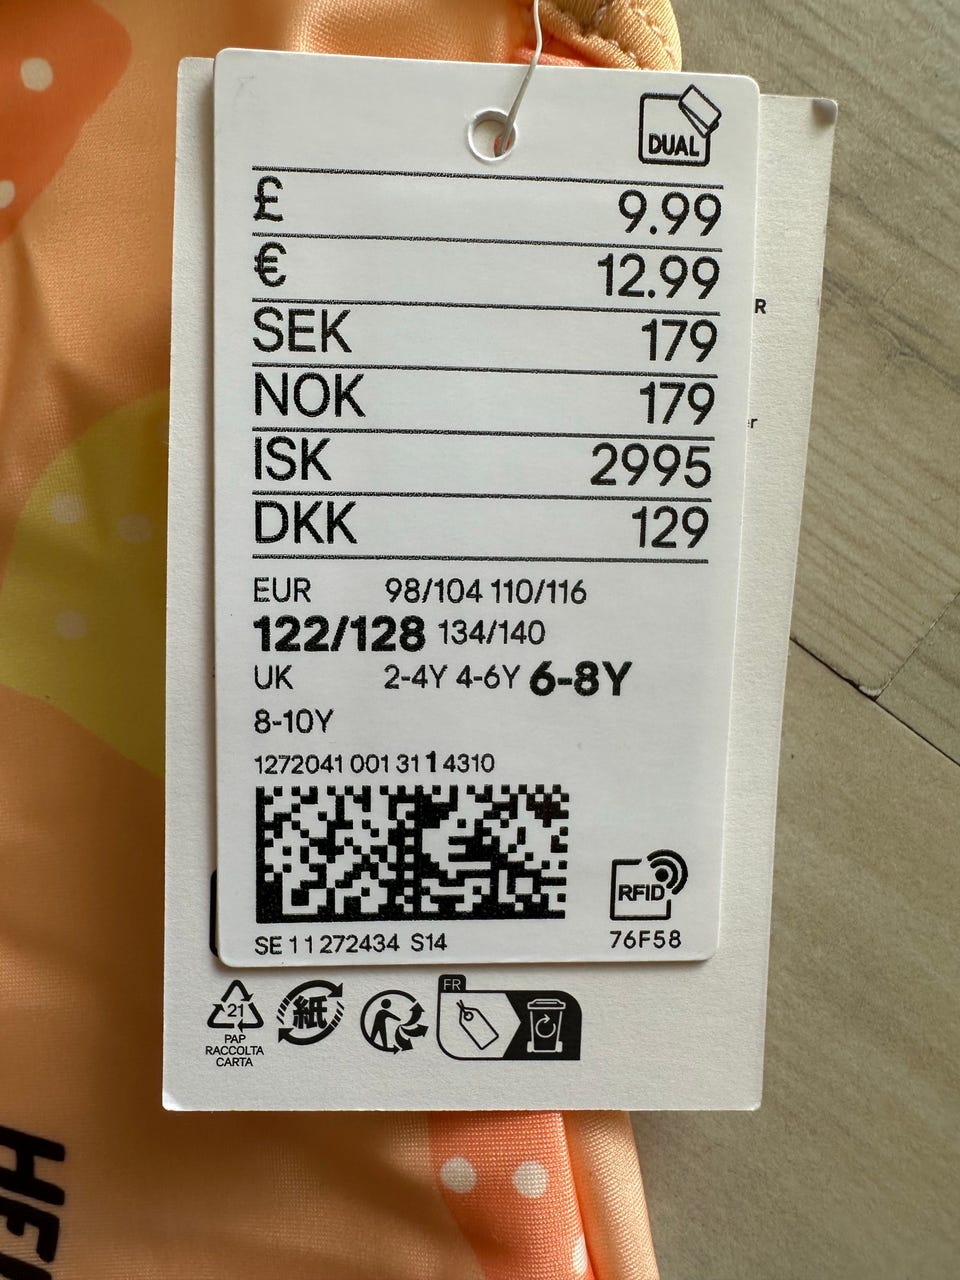 DUAL
£ 9.99
€ 12.99
SEK 179
NOK 179
ISK 2995
DKK 129
EUR 98/104 110/116
122/128 134/140
UK 2-4Y 4-6Y 6-8Y
8-10Y
1272041 001 31 1 4310
RFID
SE 1 1 272434 S14
76F58
R
r
21
PAP
RACCOLTA
CARTA
紙
FR